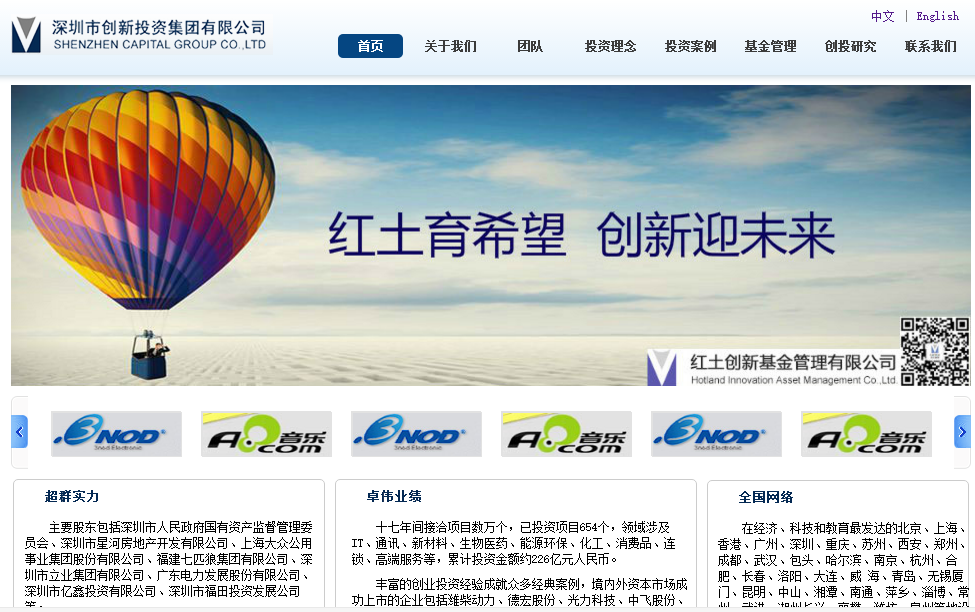 中文 | English
深圳市创新投资集团有限公司
SHENZHEN CAPITAL GROUP CO.,LTD
首页 关于我们 团队 投资理念 投资案例 基金管理 创投研究 联系我们
红土育希望 创新迎未来
红土创新基金管理有限公司
Hotland Innovation Asset Management Co.,Ltd.
3NOD A8音乐.com 3NOD A8音乐.com 3NOD A8音乐.com
3Nod Electronic 3Nod Electronic 3Nod Electronic
超群实力
主要股东包括深圳市人民政府国有资产监督管理委
员会、深圳市星河房地产开发有限公司、上海大众公用
事业集团股份有限公司、福建七匹狼集团有限公司、深
圳市立业集团有限公司、广东电力发展股份有限公司、
深圳市亿鑫投资有限公司、深圳市福田投资发展公司
等。
卓伟业绩
十七年间接洽项目数万个，已投资项目654个，领域涉及
IT、通讯、新材料、生物医药、能源环保、化工、消费品、连
锁、高端服务等，累计投资金额约226亿元人民币。
丰富的创业投资经验成就众多经典案例，境内外资本市场成
功上市的企业包括潍柴动力、德宏股份、光力科技、中飞股份、
全国网络
在经济、科技和教育最发达的北京、上海、
香港、广州、深圳、重庆、苏州、西安、郑州、
成都、武汉、包头、哈尔滨、南京、杭州、合
肥、长春、洛阳、大连、威 海、青岛、无锡厦
门、昆明、中山、湘潭、南通、萍乡、淄博、常